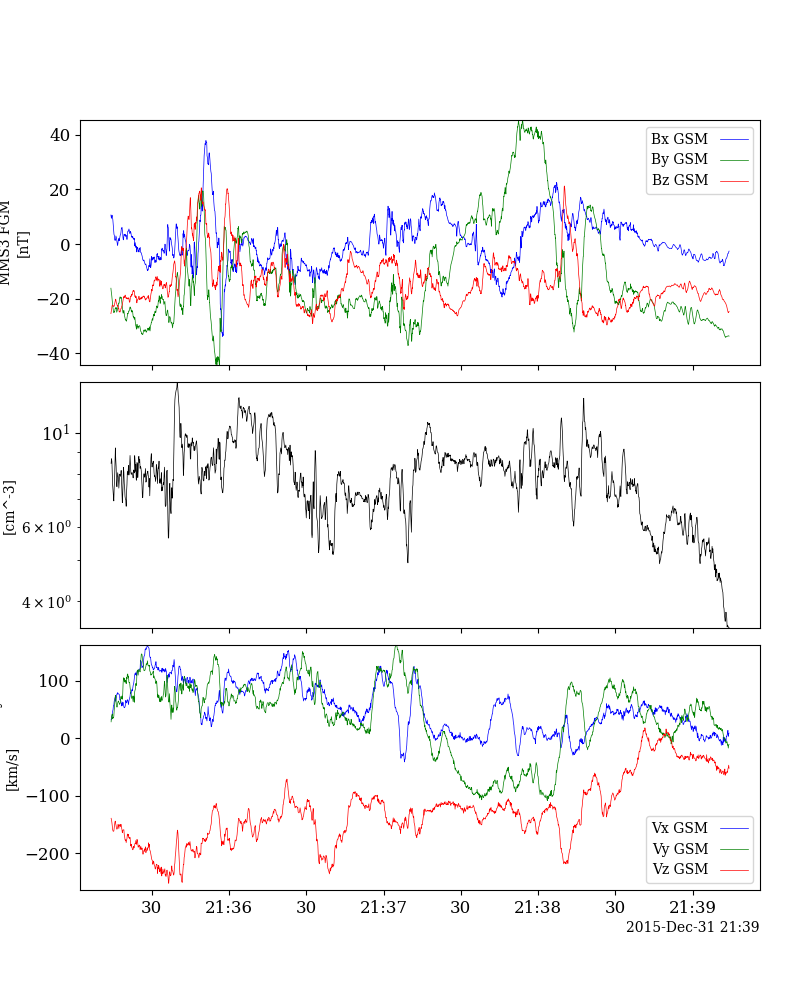 MMS3 FGM
[nT]
40
20
0
−20
−40
Bx GSM
By GSM
Bz GSM
[cm^-3]
10^1
6 × 10^0
4 × 10^0
[km/s]
100
0
−100
−200
Vx GSM
Vy GSM
Vz GSM
30 21:36 30 21:37 30 21:38 30 21:39
2015-Dec-31 21:39